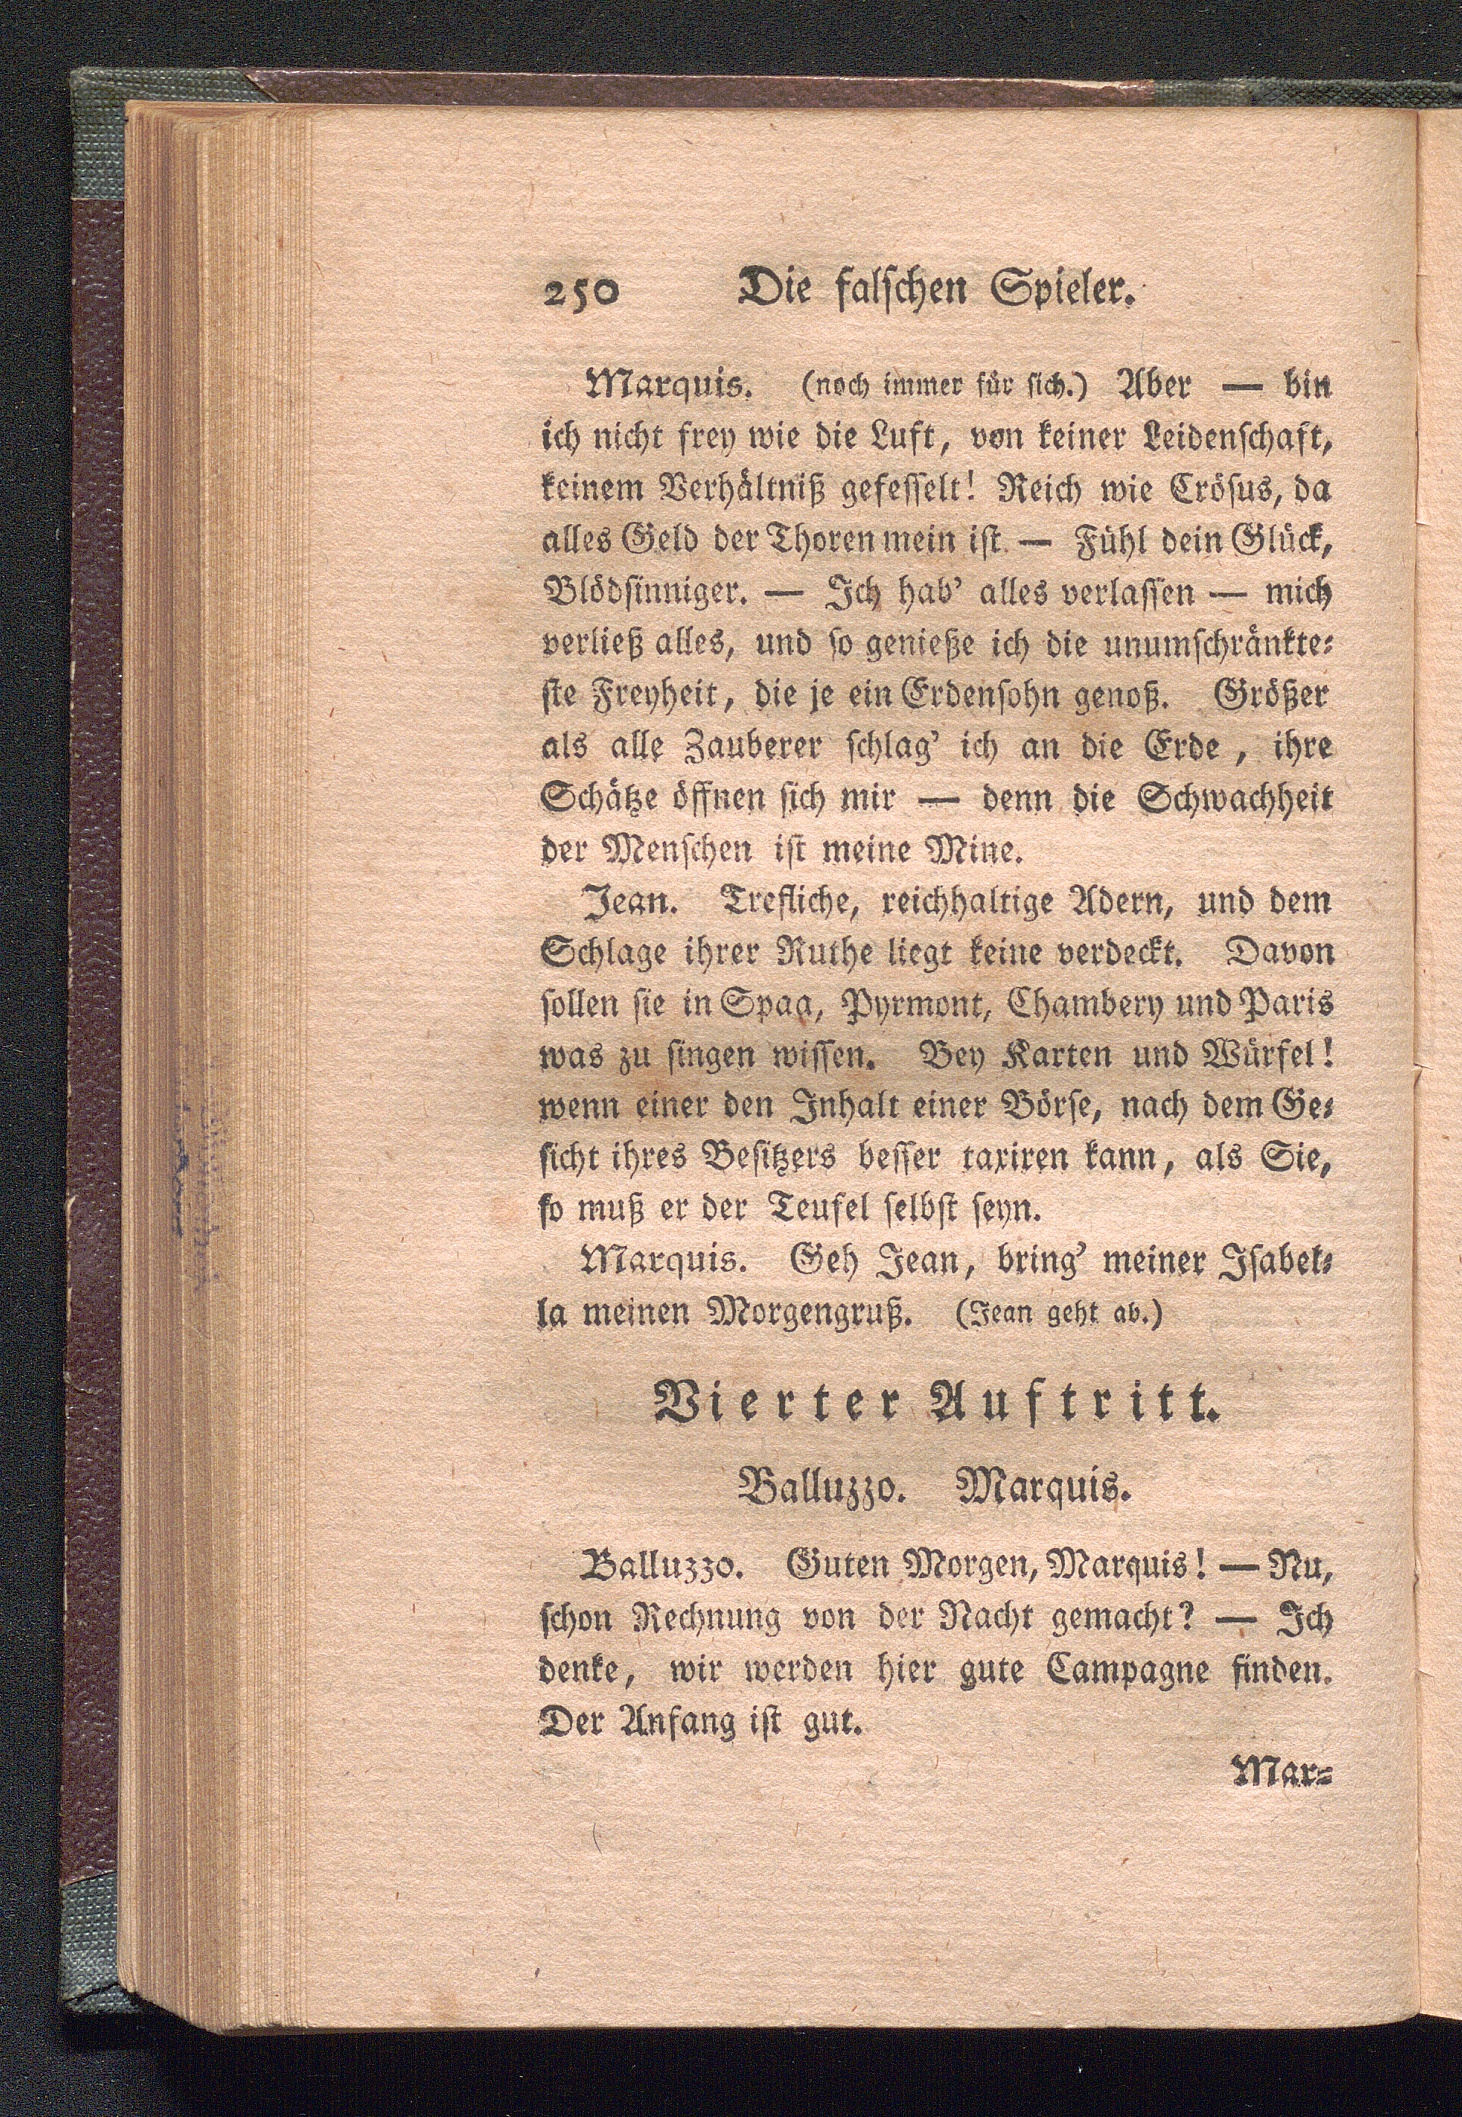 250 Die falſchen Spieler.
Marquis. (noch immer für ſich.) Aber — bin
ich nicht frey wie die Luft, von keiner Leidenſchaft,
keinem Verhältniß gefeſſelt! Reich wie Cröſus, da
alles Geld der Thoren mein iſt — Fühl dein Glück,
Blödſinniger. — Ich hab' alles verlaſſen — mich
verließ alles, und ſo genieße ich die unumſchränkte-
ſte Freyheit, die je ein Erdenſohn genoß. Größer
als alle Zauberer ſchlag' ich an die Erde, ihre
Schätze öffnen ſich mir — denn die Schwachheit
der Menſchen iſt meine Mine.
Jean. Trefliche, reichhaltige Adern, und dem
Schlage ihrer Ruthe liegt keine verdeckt. Davon
ſollen ſie in Spaa, Pyrmont, Chambery und Paris
was zu ſingen wiſſen. Bey Karten und Würfel!
wenn einer den Inhalt einer Börſe, nach dem Ge-
ſicht ihres Beſitzers beſſer taxiren kann, als Sie,
ſo muß er der Teufel ſelbſt ſeyn.
Marquis. Geh Jean, bring' meiner Iſabel-
la meinen Morgengruß. (Jean geht ab.)
Vierter Auftritt.
Balluzzo. Marquis.
Balluzzo. Guten Morgen, Marquis! — Nu,
ſchon Rechnung von der Nacht gemacht? — Ich
denke, wir werden hier gute Campagne finden.
Der Anfang iſt gut.
Mar-